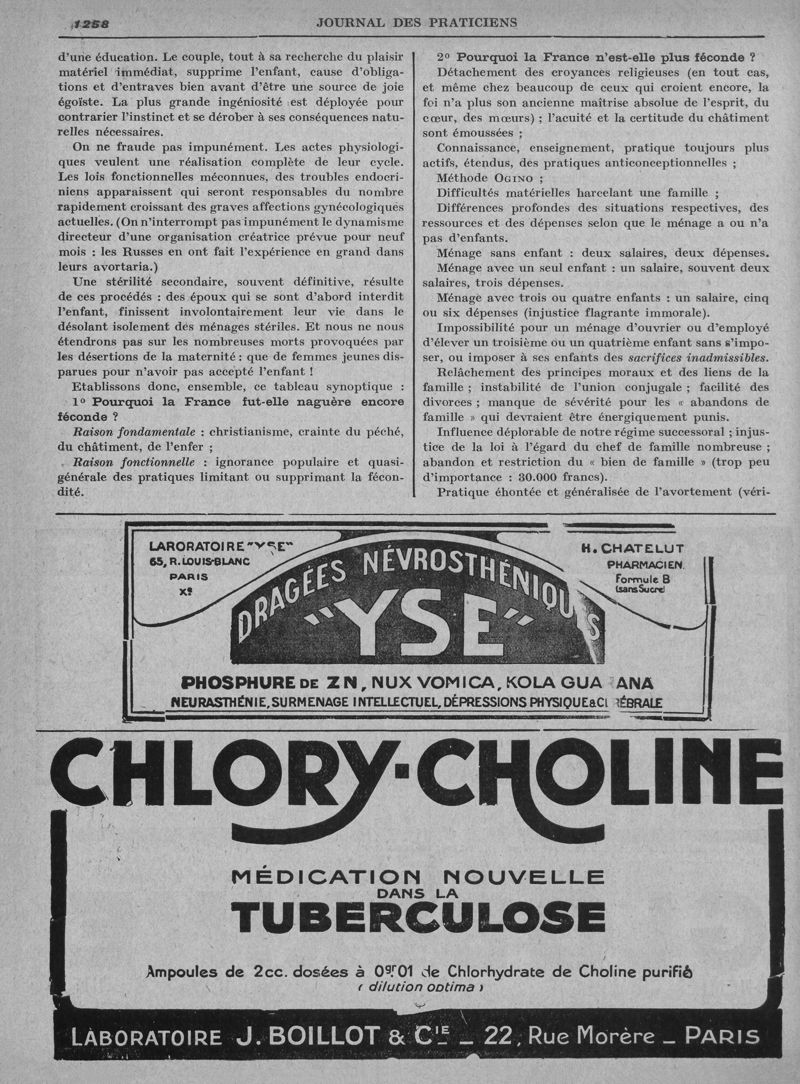 1258
JOURNAL DES PRATICIENS
d'une éducation. Le couple, tout à sa recherche du plaisir
matériel immédiat, supprime l'enfant, cause d'obliga-
tions et d'entraves bien avant d'être une source de joie
égoïste. La plus grande ingéniosité est déployée pour
contrarier l'instinct et se dérober à ses conséquences natu-
relles nécessaires.
On ne fraude pas impunément. Les actes physiologi-
ques veulent une réalisation complète de leur cycle.
Les lois fonctionnelles méconnues, des troubles endocri-
niens apparaissent qui seront responsables du nombre
rapidement croissant des graves affections gynécologiques
actuelles. (On n'interrompt pas impunément le dynamisme
directeur d'une organisation créatrice prévue pour neuf
mois : les Russes en ont fait l'expérience en grand dans
leurs avortaria.)
Une stérilité secondaire, souvent définitive, résulte
de ces procédés : des époux qui se sont d'abord interdit
l'enfant, finissent involontairement leur vie dans le
désolant isolement des ménages stériles. Et nous ne nous
étendrons pas sur les nombreuses morts provoquées par
les désertions de la maternité : que de femmes jeunes dis-
parues pour n'avoir pas accepté l'enfant !
Etablissons donc, ensemble, ce tableau synoptique :
1º Pourquoi la France fut-elle naguère encore
féconde ?
Raison fondamentale : christianisme, crainte du péché,
du châtiment, de l'enfer ;
Raison fonctionnelle : ignorance populaire et quasi-
générale des pratiques limitant ou supprimant la fécon-
dité.
2º Pourquoi la France n'est-elle plus féconde ?
Détachement des croyances religieuses (en tout cas,
et même chez beaucoup de ceux qui croient encore, la
foi n'a plus son ancienne maîtrise absolue de l'esprit, du
cœur, des mœurs) ; l'acuité et la certitude du châtiment
sont émoussées ;
Connaissance, enseignement, pratique toujours plus
actifs, étendus, des pratiques anticonceptionnelles ;
Méthode OGINO ;
Difficultés matérielles harcelant une famille ;
Différences profondes des situations respectives, des
ressources et des dépenses selon que le ménage a ou n'a
pas d'enfants.
Ménage sans enfant : deux salaires, deux dépenses.
Ménage avec un seul enfant : un salaire, souvent deux
salaires, trois dépenses.
Ménage avec trois ou quatre enfants : un salaire, cinq
ou six dépenses (injustice flagrante immorale).
Impossibilité pour un ménage d'ouvrier ou d'employé
d'élever un troisième ou un quatrième enfant sans s'impo-
ser, ou imposer à ses enfants des sacrifices inadmissibles.
Relâchement des principes moraux et des liens de la
famille ; instabilité de l'union conjugale ; facilité des
divorces ; manque de sévérité pour les « abandons de
famille » qui devraient être énergiquement punis.
Influence déplorable de notre régime successoral ; injus-
tice de la loi à l'égard du chef de famille nombreuse ;
abandon et restriction du « bien de famille » (trop peu
d'importance : 30.000 francs).
Pratique éhontée et généralisée de l'avortement (véri-
LABORATOIRE "YSE"
65, R. LOUIS-BLANC
PARIS
Xº
H. CHATELUT
PHARMACIEN
Formule B
(sans Sucre)
DRAGÉES NÉVROSTHÉNIQUES
"YSE"
PHOSPHURE DE ZN, NUX VOMICA, KOLA GUA ANA
NEURASTHÉNIE, SURMENAGE INTELLECTUEL, DÉPRESSIONS PHYSIQUE & CÉRÉBRALE
CHLORY-CHOLINE
MÉDICATION NOUVELLE
DANS LA
TUBERCULOSE
Ampoules de 2cc. dosées à 0gr.01 de Chlorhydrate de Choline purifié
( dilution optima )
LABORATOIRE J. BOILLOT & CIE _ 22, Rue Morère _ PARIS